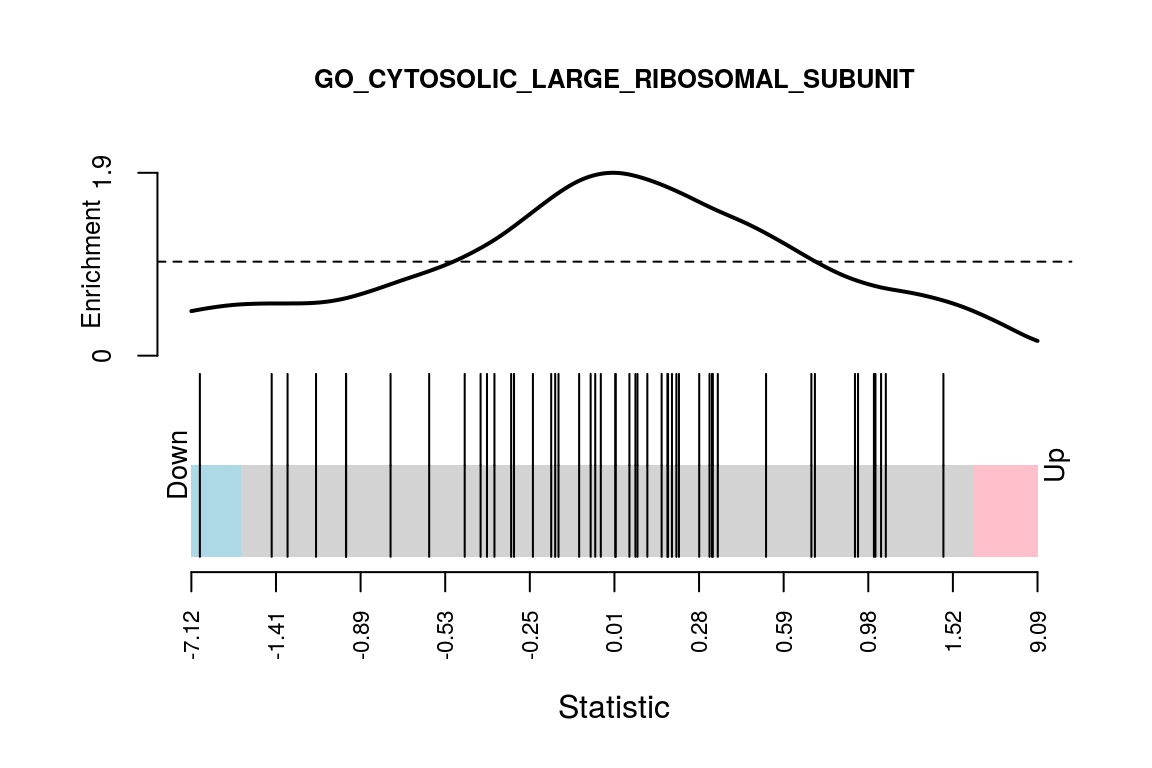 GO_CYTOSOLIC_LARGE_RIBOSOMAL_SUBUNIT
1.9
Enrichment
0
Down
Up
-7.12 -1.41 -0.89 -0.53 -0.25 0.01 0.28 0.59 0.98 1.52 9.09
Statistic